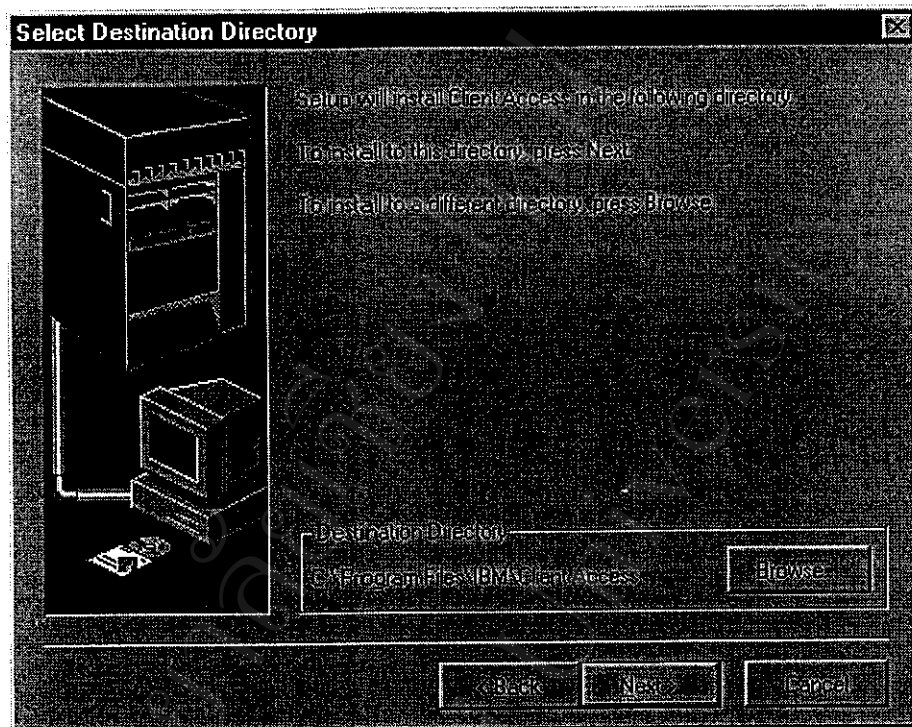 Select Destination Directory
Setup will install Client Access in the following directory.
To install to this directory, press Next.
To install to a different directory, press Browse.
Destination Directory
C:\Program Files\IBM\Client Access
Browse...
< Back
Next >
Cancel
University